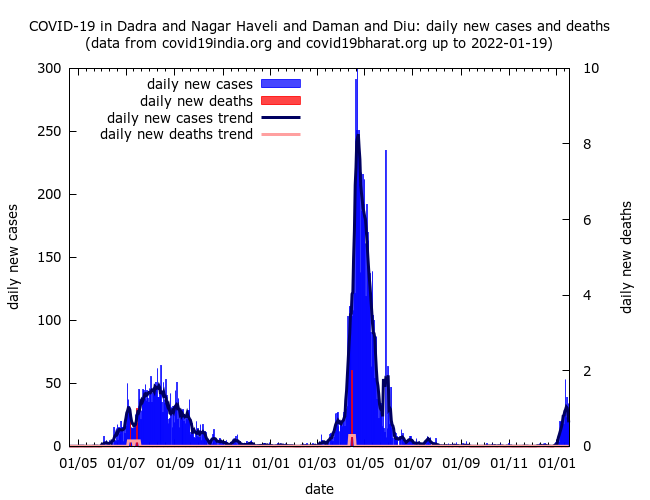 COVID-19 in Dadra and Nagar Haveli and Daman and Diu: daily new cases and deaths
(data from covid19india.org and covid19bharat.org up to 2022-01-19)
daily new cases
daily new deaths
daily new cases trend
daily new deaths trend
300
250
200
150
100
50
0
daily new cases
10
8
6
4
2
0
daily new deaths
01/05 01/07 01/09 01/11 01/01 01/03 01/05 01/07 01/09 01/11 01/01
date